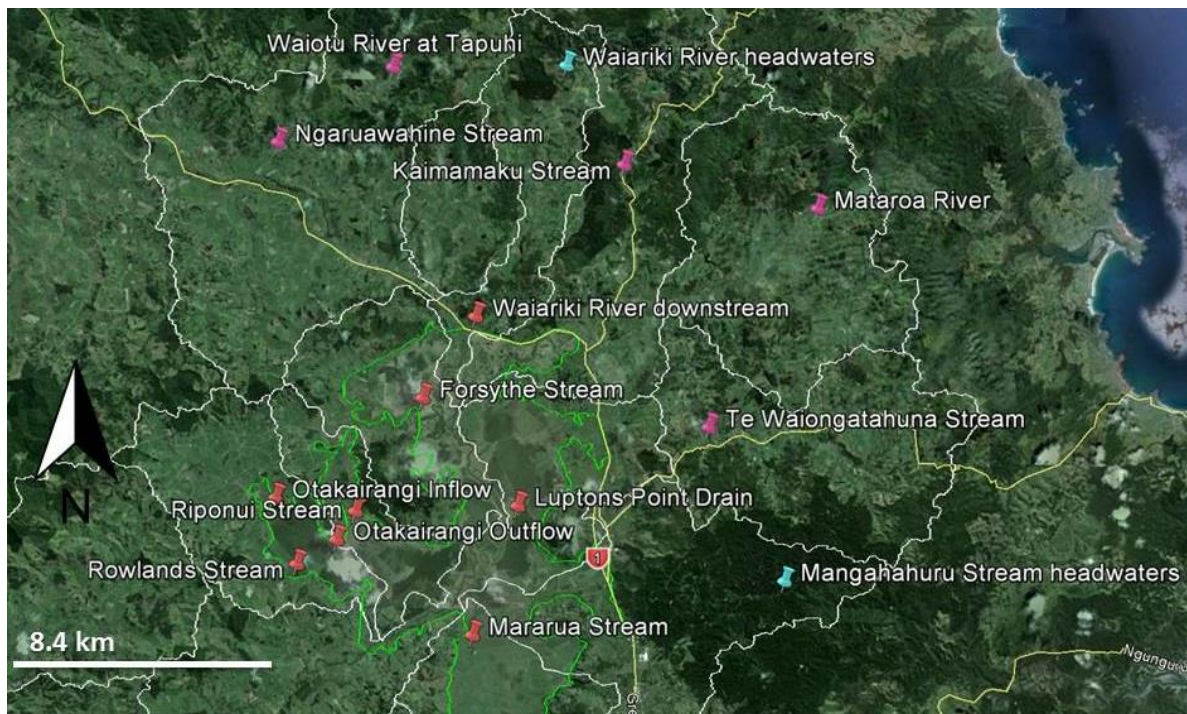 Waiotu River at Tapuhi
Waiariki River headwaters
Ngaruawahine Stream
Kaimamaku Stream
Mataroa River
Waiariki River downstream
Forsythe Stream
Te Waiongatahuna Stream
Otakairangi Inflow
Riponui Stream
Luptons Point Drain
Otakairangi Outflow
N
1
Rowlands Stream
Mangahahuru Stream headwaters
Mararua Stream
8.4 km